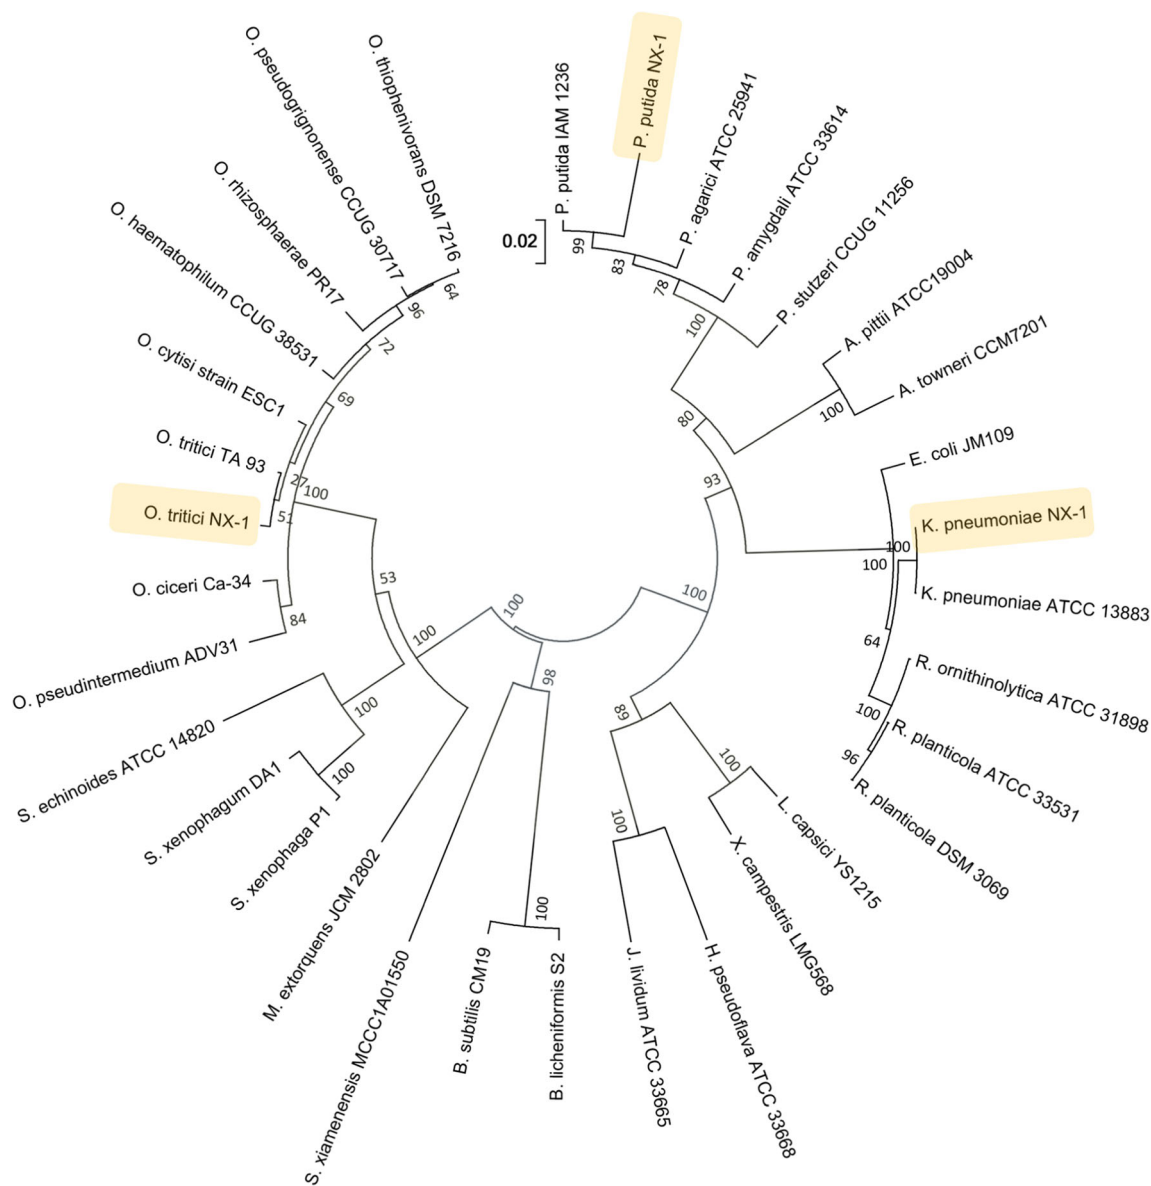 O. thiophenivorans DSM 7216
O. pseudogrignonense CCUG 30717
O. rhizosphaerae PR17
O. haematophilum CCUG 38531
O. cytisi strain ESC1
O. tritici TA 93
O. tritici NX-1
O. ciceri Ca-34
O. pseudintermedium ADV31
S. echinoides ATCC 14820
S. xenophagum DA1
S. xenophaga P1
M. extorquens JCM 2802
S. xiamenensis MCCC1A01550
B. subtilis CM19
B. licheniformis S2
J. lividum ATCC 33665
H. pseudoflava ATCC 33668
X. campestris LMG568
L. capsici YS1215
R. planticola DSM 3069
R. planticola ATCC 33531
R. ornithinolytica ATCC 31898
K. pneumoniae ATCC 13883
K. pneumoniae NX-1
E. coli JM109
A. towneri CCM7201
A. pittii ATCC19004
P. stutzeri CCUG 11256
P. amygdali ATCC 33614
P. agarici ATCC 25941
P. putida NX-1
P. putida IAM 1236
0.02
64
96
72
69
27
100
51
84
53
100
100
100
100
98
100
100
89
100
100
96
100
64
100
100
93
80
100
100
78
83
99